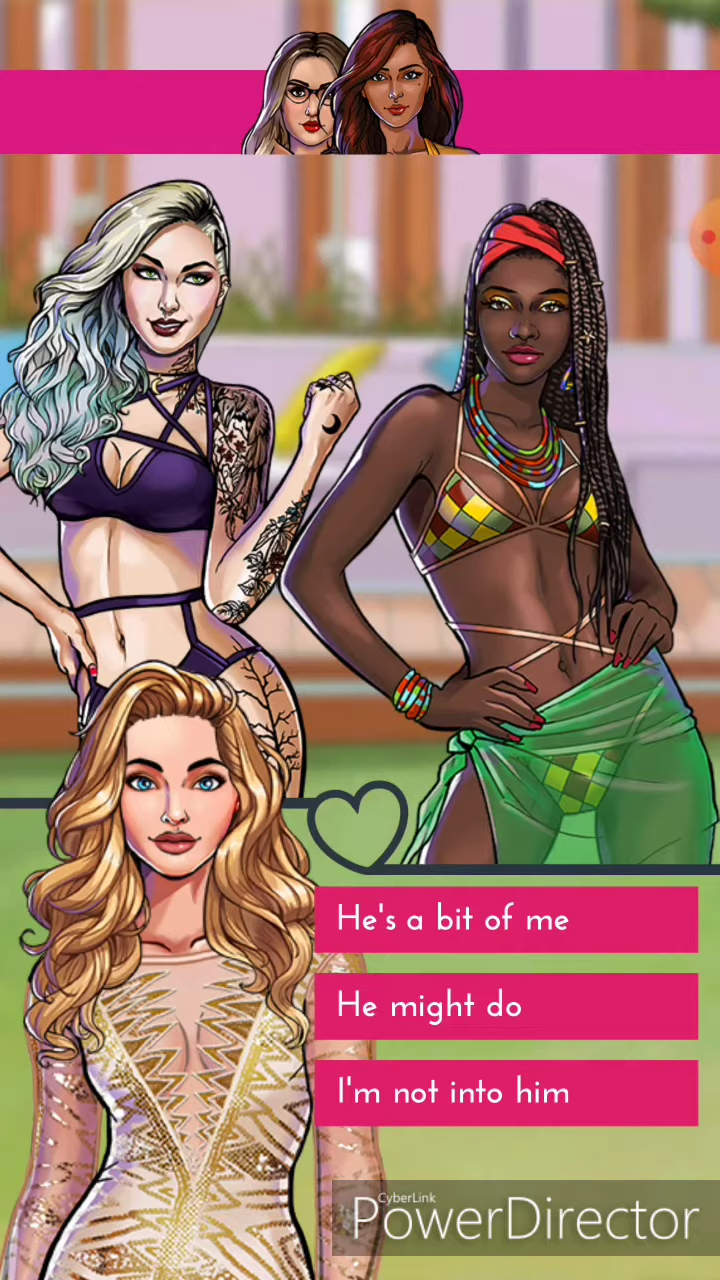 He's a bit of me
He might do
I'm not into him
CyberLink
PowerDirector